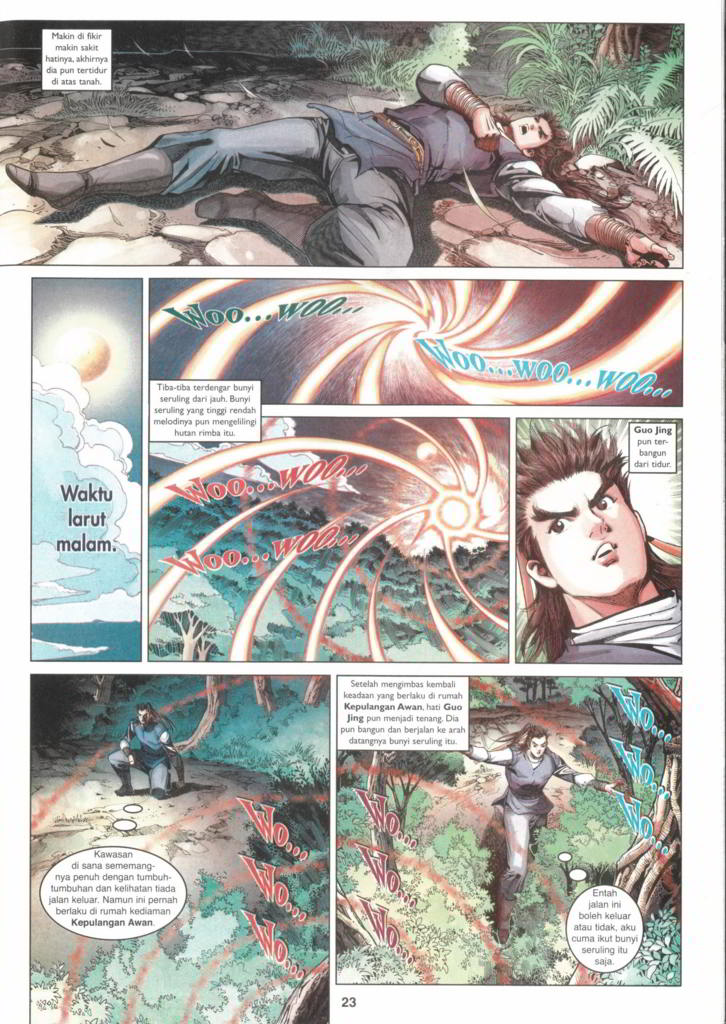 Makin di fikir
makin sakit
hatinya, akhirnya
dia pun tertidur
di atas tanah.
Waktu
larut
malam.
WOO...WOO...
WOO...WOO...WOO...
Tiba-tiba terdengar bunyi
seruling dari jauh. Bunyi
seruling yang tinggi rendah
melodinya pun mengelilingi
hutan rimba itu.
WOO...WOO...
WOO...WOO...
Guo Jing
pun ter-
bangun
dari tidur.
Kawasan
di sana sememang-
nya penuh dengan tumbuh-
tumbuhan dan kelihatan tiada
jalan keluar. Namun ini pernah
berlaku di rumah kediaman
Kepulangan Awan.
WO...
WO...
WO...
Setelah mengimbas kembali
keadaan yang berlaku di rumah
Kepulangan Awan, hati Guo
Jing pun menjadi tenang. Dia
pun bangun dan berjalan ke arah
datangnya bunyi seruling itu.
WO...
WO...
WO...
WO...
WO...
WO...
Entah
jalan ini
boleh keluar
atau tidak, aku
cuma ikut bunyi
seruling itu
saja.
23